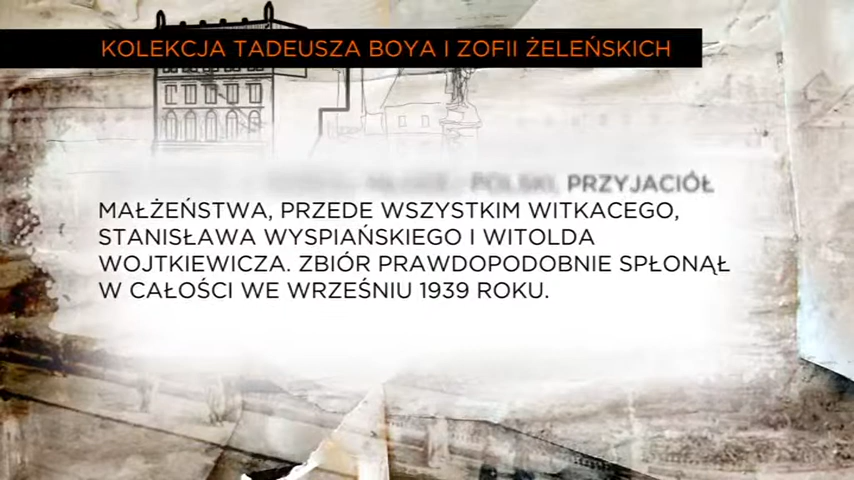 KOLEKCJA TADEUSZA BOYA I ZOFII ŻELEŃSKICH
POLSKI, PRZYJACIÓŁ
MAŁŻEŃSTWA, PRZEDE WSZYSTKIM WITKACEGO,
STANISŁAWA WYSPIAŃSKIEGO I WITOLDA
WOJTKIEWICZA. ZBIÓR PRAWDOPODOBNIE SPŁONĄŁ
W CAŁOŚCI WE WRZEŚNIU 1939 ROKU.